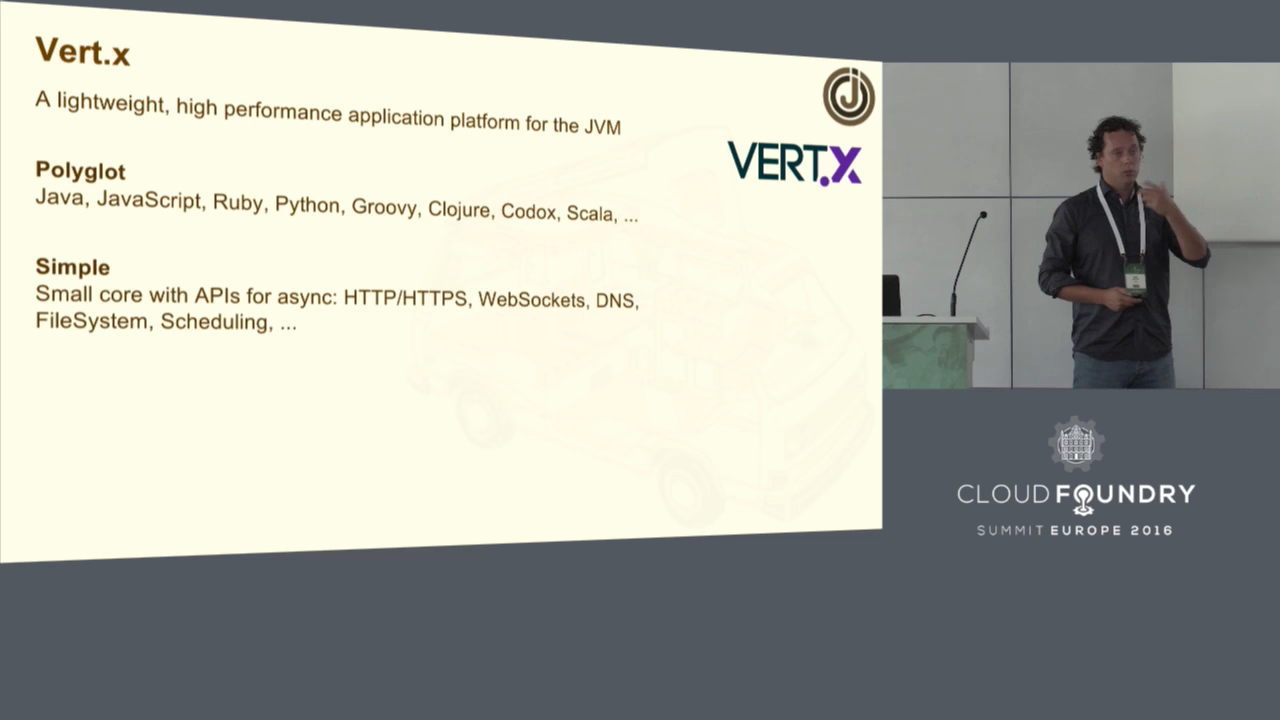 Vert.x
A lightweight, high performance application platform for the JVM
VERT.X
Polyglot
Java, JavaScript, Ruby, Python, Groovy, Clojure, Codox, Scala, ...
Simple
Small core with APIs for async: HTTP/HTTPS, WebSockets, DNS,
FileSystem, Scheduling, ...
CLOUD FOUNDRY
SUMMIT EUROPE 2016